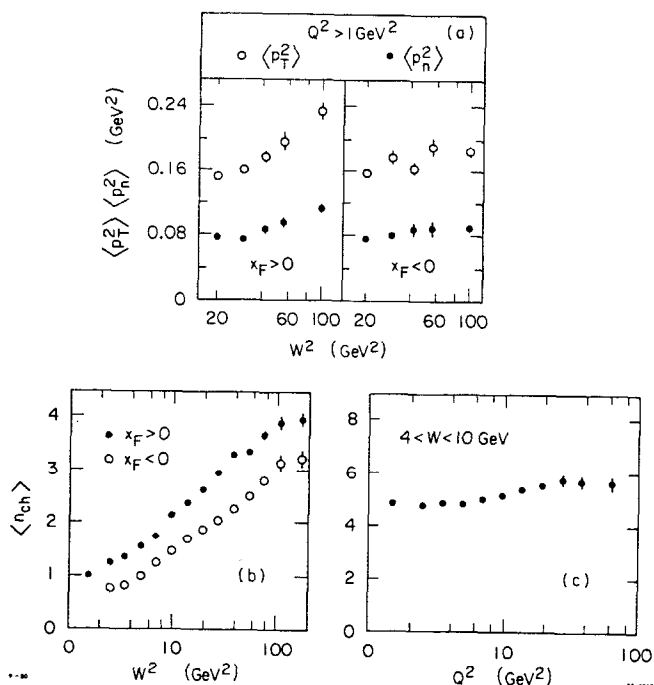 Q² > 1 GeV² (a)
○ ⟨p_T²⟩ ● ⟨p_n²⟩
⟨p_T²⟩ ⟨p_n²⟩ (GeV²)
0.24
0.16
0.08
0
x_F > 0
x_F < 0
20 60 100 20 60 100
W² (GeV²)
⟨n_ch⟩
4
3
2
1
0
● x_F > 0
○ x_F < 0
(b)
0 10 100
W² (GeV²)
8
6
4
2
0
4 < W < 10 GeV
(c)
0 10 100
Q² (GeV²)